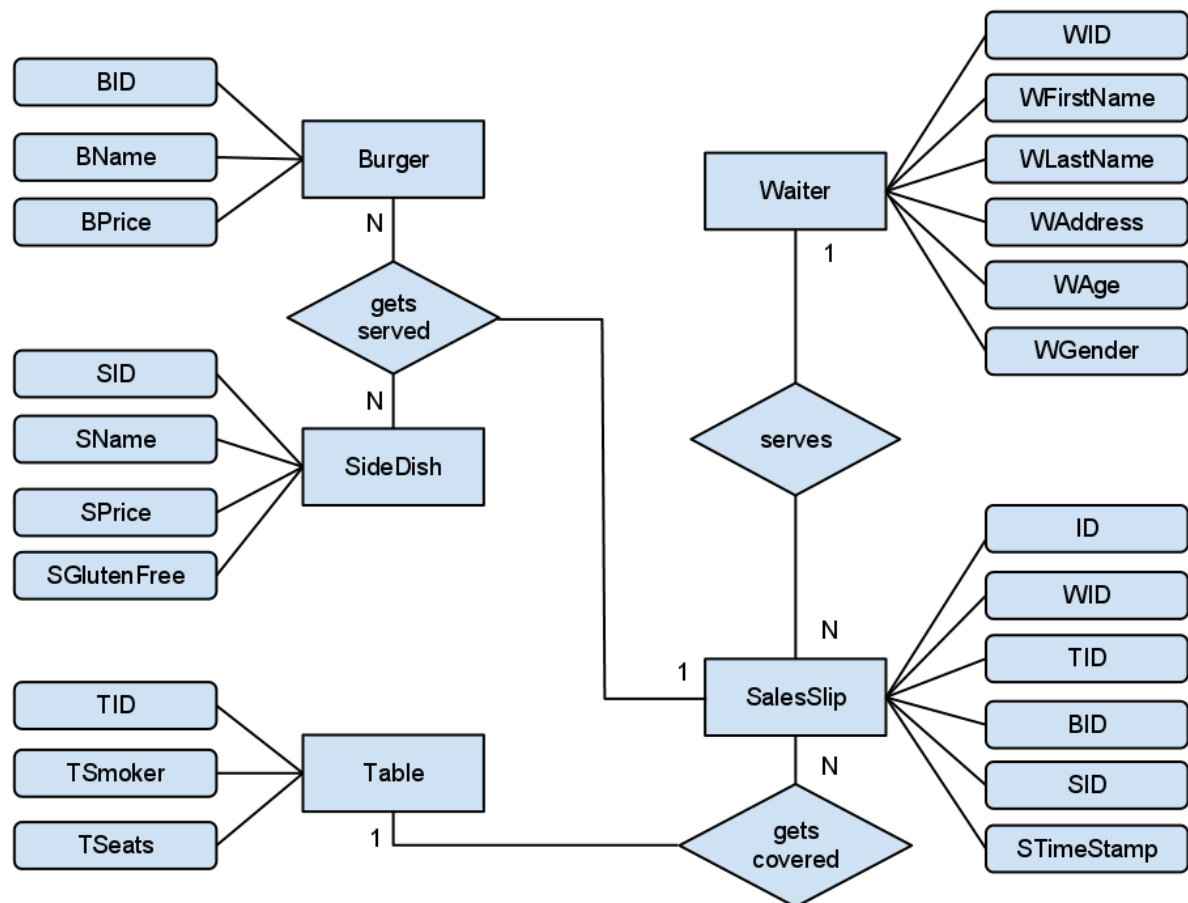 BID
BName
BPrice
Burger
N
gets
served
N
SID
SName
SPrice
SGlutenFree
SideDish
TID
TSmoker
TSeats
Table
1
WID
WFirstName
WLastName
WAddress
WAge
WGender
Waiter
1
serves
N
1
SalesSlip
N
gets
covered
ID
WID
TID
BID
SID
STimeStamp